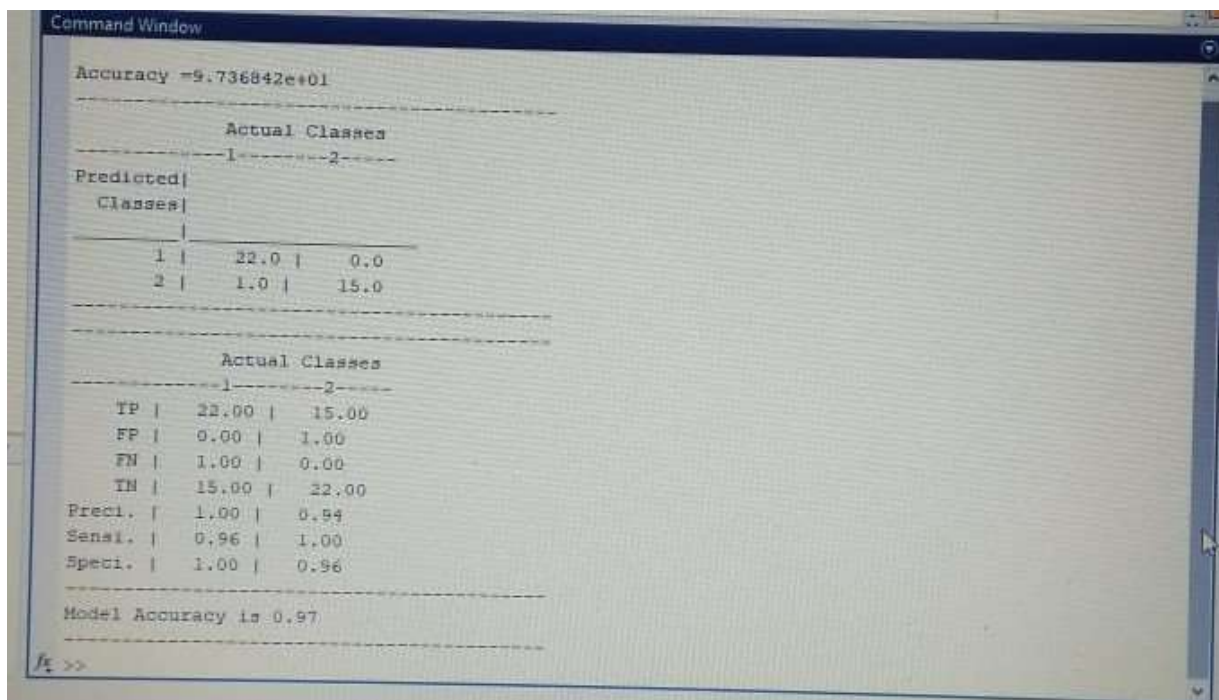 Command Window
Accuracy =9.736842e+01
------------------------------------------
Actual Classes
-------------1--------2-----
Predicted|
Classes|
|
1 | 22.0 | 0.0
2 | 1.0 | 15.0
------------------------------------------
------------------------------------------
Actual Classes
-------------1--------2-----
TP | 22.00 | 15.00
FP | 0.00 | 1.00
FN | 1.00 | 0.00
TN | 15.00 | 22.00
Preci. | 1.00 | 0.94
Sensi. | 0.96 | 1.00
Speci. | 1.00 | 0.96
------------------------------------------
Model Accuracy is 0.97
------------------------------------------
fx >>